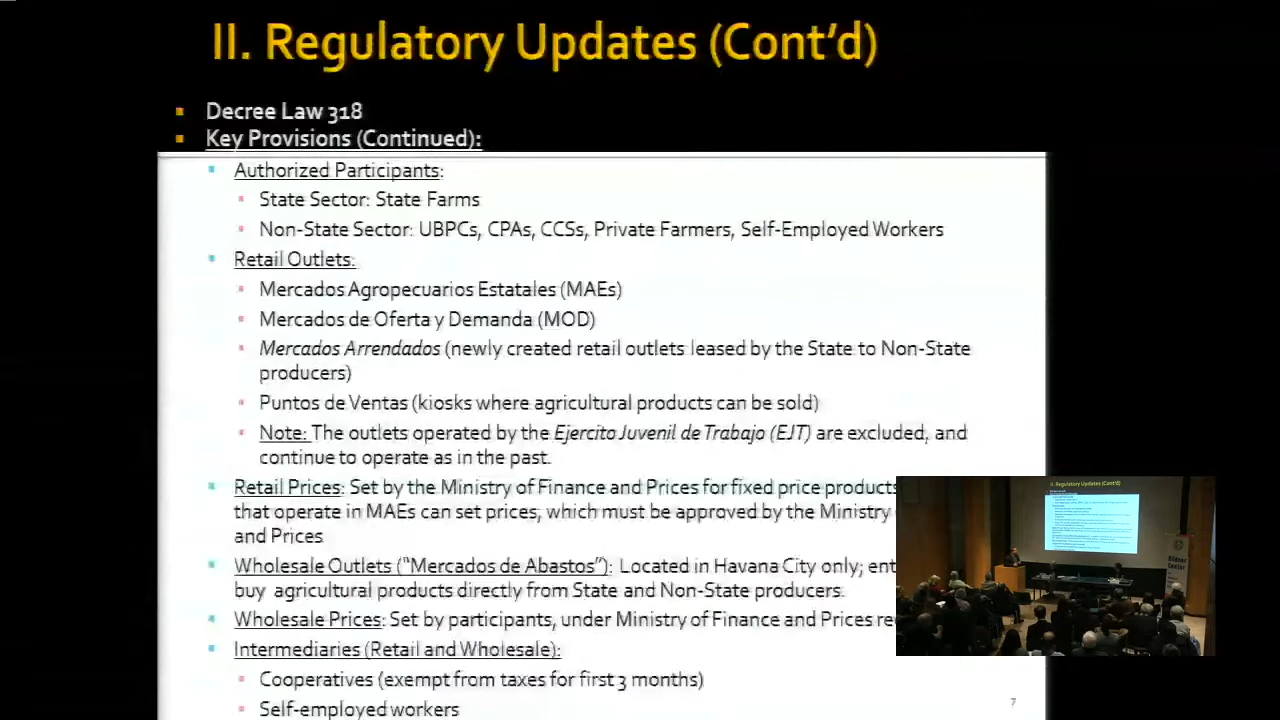 II. Regulatory Updates (Cont'd)
Decree Law 318
Key Provisions (Continued):
Authorized Participants:
State Sector: State Farms
Non-State Sector: UBPCs, CPAs, CCSs, Private Farmers, Self-Employed Workers
Retail Outlets:
Mercados Agropecuarios Estatales (MAEs)
Mercados de Oferta y Demanda (MOD)
Mercados Arrendados (newly created retail outlets leased by the State to Non-State
producers)
Puntos de Ventas (kiosks where agricultural products can be sold)
Note: The outlets operated by the Ejercito Juvenil de Trabajo (EJT) are excluded, and
continue to operate as in the past.
Retail Prices: Set by the Ministry of Finance and Prices for fixed price products
that operate in prices, which must be approved by the Ministry
and Prices
Wholesale Outlets ("Mercados de Abastos"): Located in Havana City only; ent
buy agricultural products directly from State and Non-State producers.
Wholesale Prices: Set by participants, under Ministry of Finance and Prices re
Intermediaries (Retail and Wholesale):
Cooperatives (exempt from taxes for first 3 months)
Self-employed workers
7
II. Regulatory Updates (Cont'd)
Bildner
Center